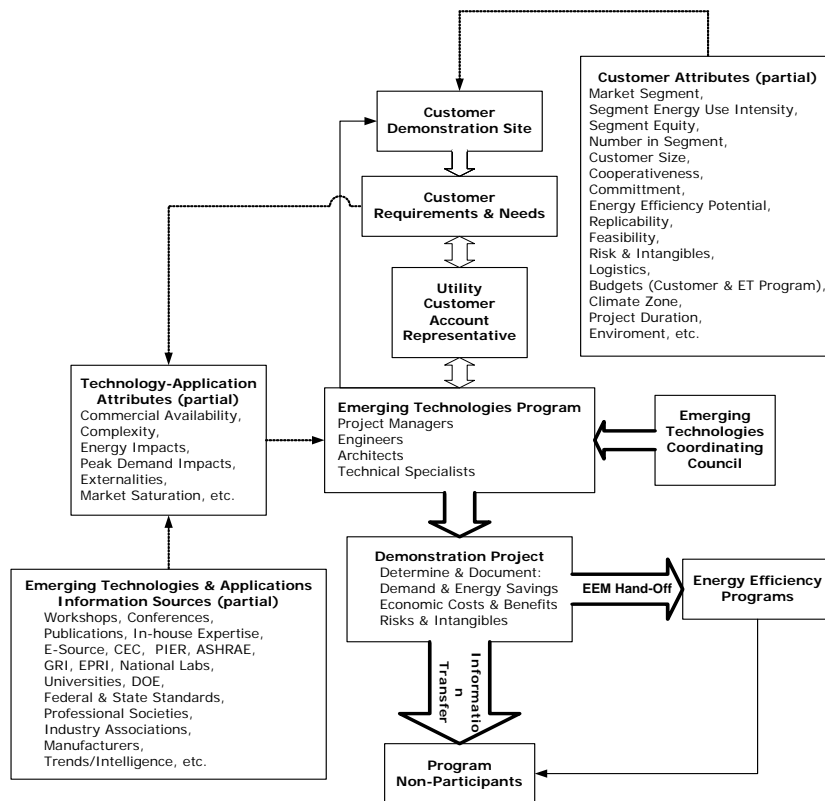 Customer
Demonstration Site
Customer Attributes (partial)
Market Segment,
Segment Energy Use Intensity,
Segment Equity,
Number in Segment,
Customer Size,
Cooperativeness,
Committment,
Energy Efficiency Potential,
Replicability,
Feasibility,
Risk & Intangibles,
Logistics,
Budgets (Customer & ET Program),
Climate Zone,
Project Duration,
Enviroment, etc.
Customer
Requirements & Needs
Utility
Customer
Account
Representative
Technology-Application
Attributes (partial)
Commercial Availability,
Complexity,
Energy Impacts,
Peak Demand Impacts,
Externalities,
Market Saturation, etc.
Emerging Technologies Program
Project Managers
Engineers
Architects
Technical Specialists
Emerging
Technologies
Coordinating
Council
Emerging Technologies & Applications
Information Sources (partial)
Workshops, Conferences,
Publications, In-house Expertise,
E-Source, CEC, PIER, ASHRAE,
GRI, EPRI, National Labs,
Universities, DOE,
Federal & State Standards,
Professional Societies,
Industry Associations,
Manufacturers,
Trends/Intelligence, etc.
Demonstration Project
Determine & Document:
Demand & Energy Savings
Economic Costs & Benefits
Risks & Intangibles
EEM Hand-Off
Energy Efficiency
Programs
Informatio
n
Transfer
Program
Non-Participants